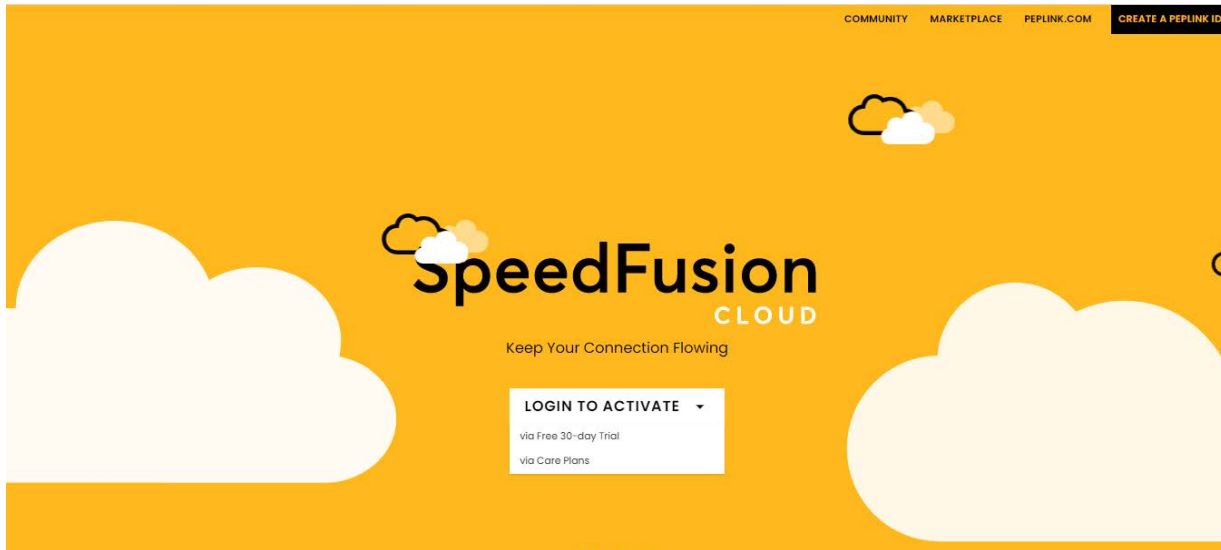 COMMUNITY MARKETPLACE PEPLINK.COM CREATE A PEPLINK ID
SpeedFusion
CLOUD
Keep Your Connection Flowing
LOGIN TO ACTIVATE
via Free 30-day Trial
via Care Plans